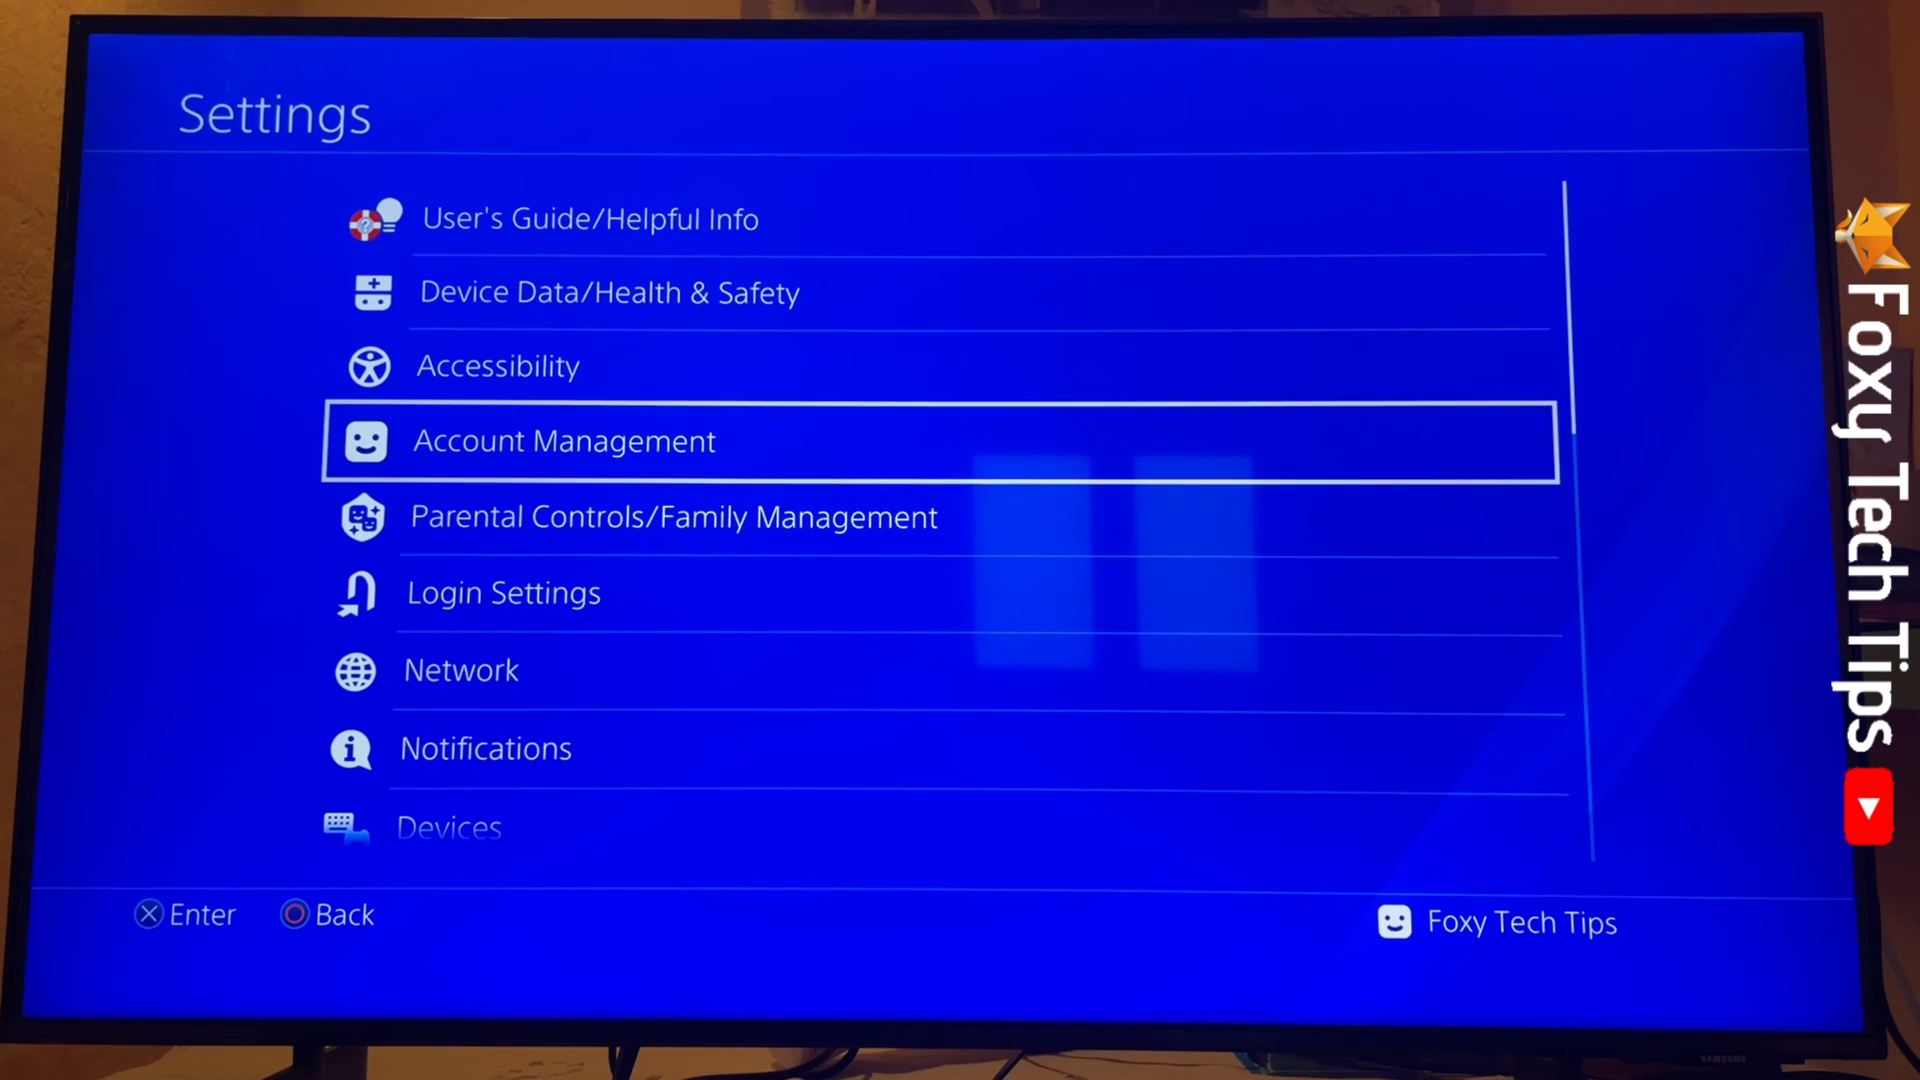 Settings
User's Guide/Helpful Info
Device Data/Health & Safety
Accessibility
Account Management
Parental Controls/Family Management
Login Settings
Network
Notifications
Devices
Enter
Back
Foxy Tech Tips
Foxy Tech Tips
SAMSUNG